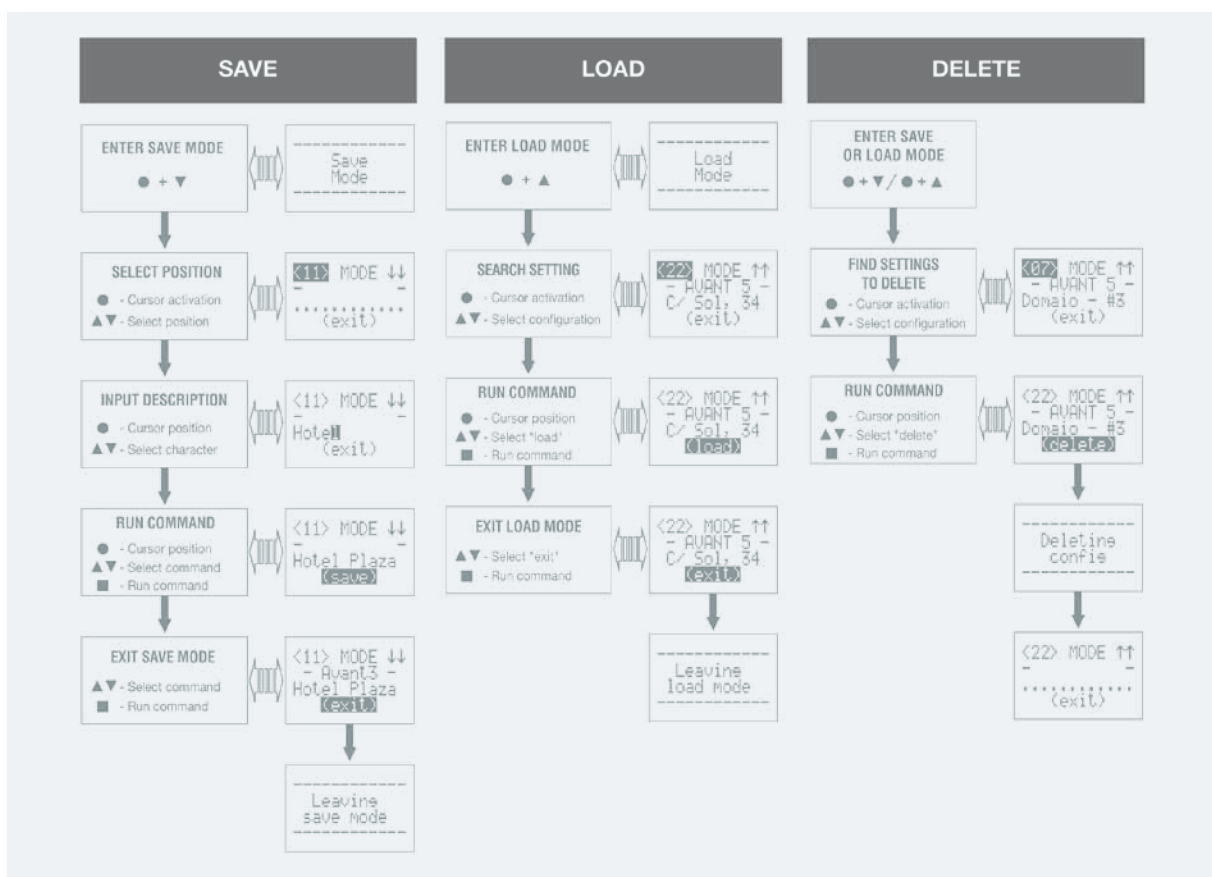 SAVE
ENTER SAVE MODE
● + ▼
Save
Mode
SELECT POSITION
● - Cursor activation
▲▼ - Select position
<11> MODE ↓↓
- -
............
(exit)
INPUT DESCRIPTION
● - Cursor position
▲▼ - Select character
<11> MODE ↓↓
- -
Hotel
(exit)
RUN COMMAND
● - Cursor position
▲▼ - Select command
■ - Run command
<11> MODE ↓↓
- -
Hotel Plaza
(save)
EXIT SAVE MODE
▲▼ - Select command
■ - Run command
<11> MODE ↓↓
- Avant3 -
Hotel Plaza
(exit)
Leaving
save mode
LOAD
ENTER LOAD MODE
● + ▲
Load
Mode
SEARCH SETTING
● - Cursor activation
▲▼ - Select configuration
<22> MODE ↑↑
- AVANT 5 -
C/ Sol, 34
(exit)
RUN COMMAND
● - Cursor position
▲▼ - Select "load"
■ - Run command
<22> MODE ↑↑
- AVANT 5 -
C/ Sol, 34
(load)
EXIT LOAD MODE
▲▼ - Select "exit"
■ - Run command
<22> MODE ↑↑
- AVANT 5 -
C/ Sol, 34
(exit)
Leaving
load mode
DELETE
ENTER SAVE
OR LOAD MODE
● + ▼ / ● + ▲
FIND SETTINGS
TO DELETE
● - Cursor activation
▲▼ - Select configuration
<07> MODE ↑↑
- AVANT 5 -
Domaio - #3
(exit)
RUN COMMAND
● - Cursor position
▲▼ - Select "delete"
■ - Run command
<22> MODE ↑↑
- AVANT 5 -
Domaio - #3
(delete)
Deleting
config
<22> MODE ↑↑
- -
............
(exit)